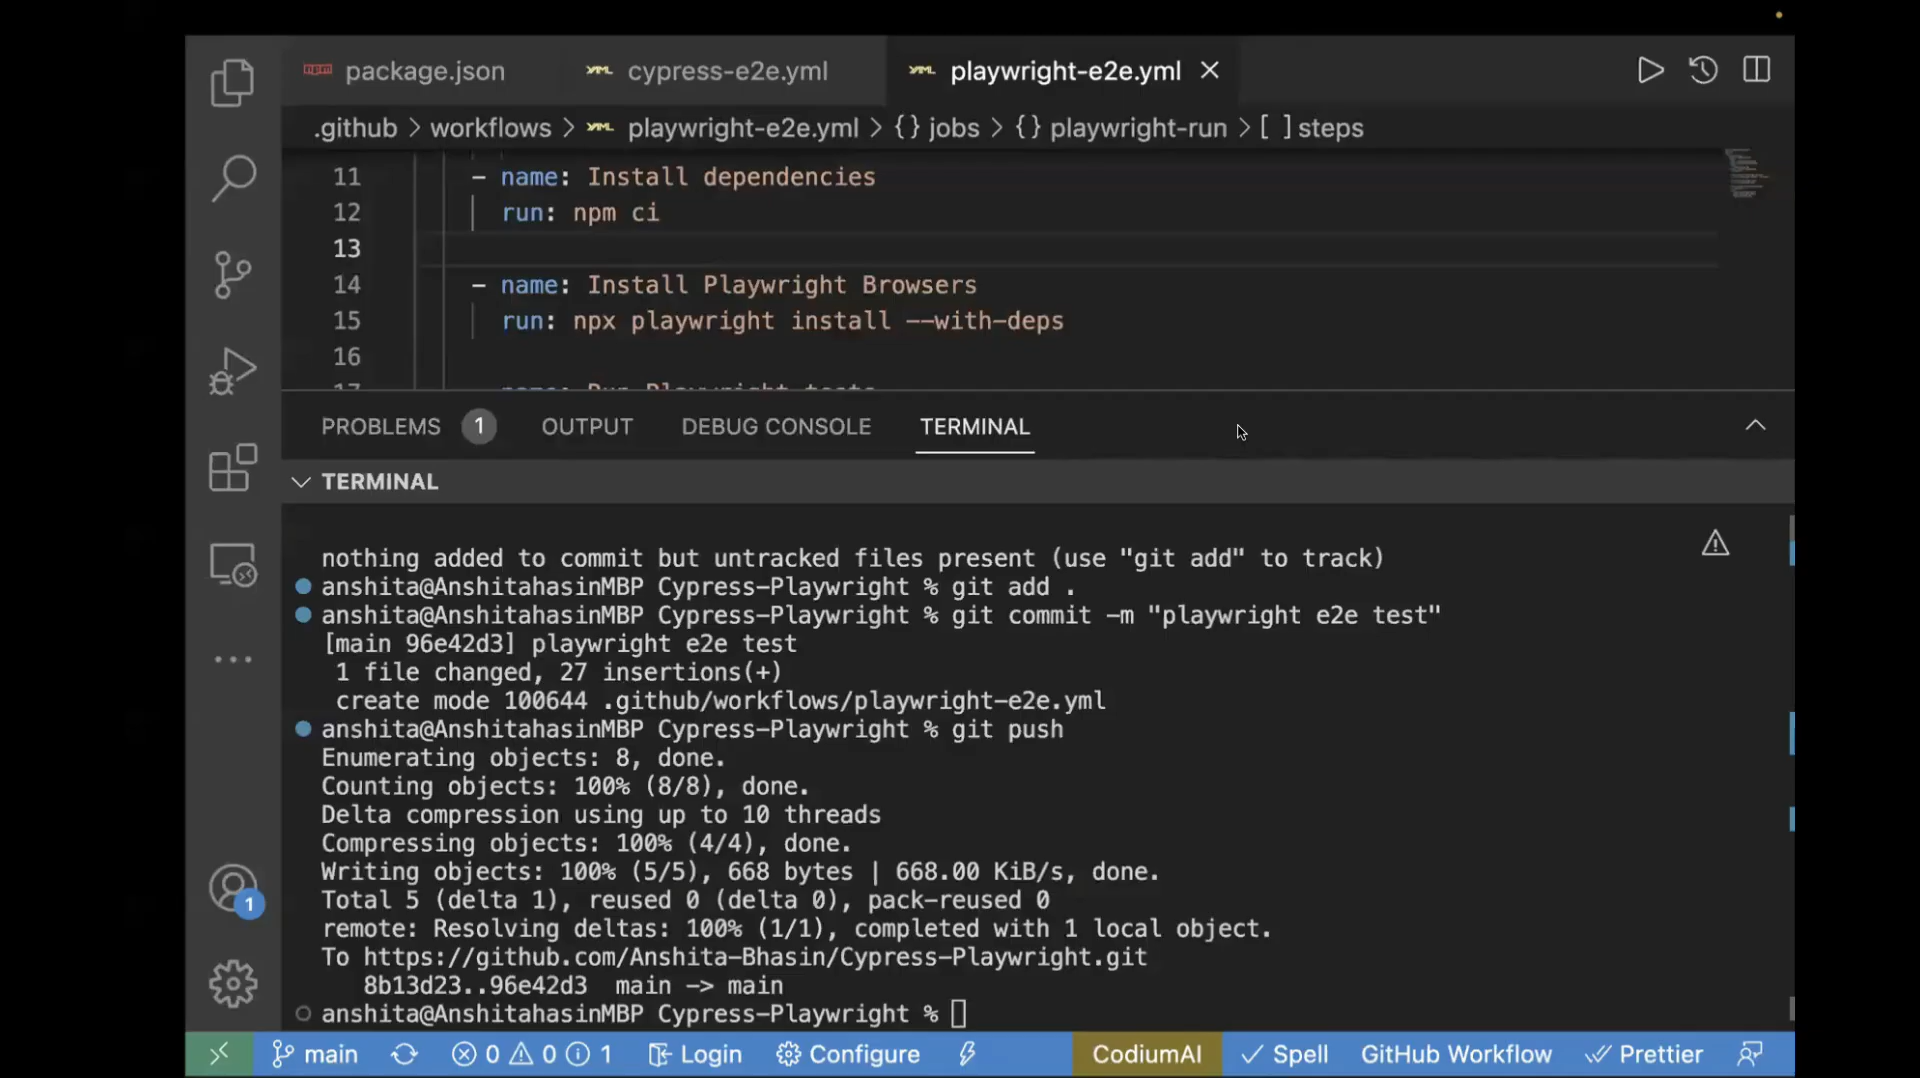 package.json
cypress-e2e.yml
playwright-e2e.yml
.github > workflows > playwright-e2e.yml > {} jobs > {} playwright-run > [ ] steps
11 - name: Install dependencies
12 run: npm ci
13
14 - name: Install Playwright Browsers
15 run: npx playwright install --with-deps
16
17 - name: Run Playwright tests
PROBLEMS 1 OUTPUT DEBUG CONSOLE TERMINAL
TERMINAL
nothing added to commit but untracked files present (use "git add" to track)
anshita@AnshitahasinMBP Cypress-Playwright % git add .
anshita@AnshitahasinMBP Cypress-Playwright % git commit -m "playwright e2e test"
[main 96e42d3] playwright e2e test
1 file changed, 27 insertions(+)
create mode 100644 .github/workflows/playwright-e2e.yml
anshita@AnshitahasinMBP Cypress-Playwright % git push
Enumerating objects: 8, done.
Counting objects: 100% (8/8), done.
Delta compression using up to 10 threads
Compressing objects: 100% (4/4), done.
Writing objects: 100% (5/5), 668 bytes | 668.00 KiB/s, done.
Total 5 (delta 1), reused 0 (delta 0), pack-reused 0
remote: Resolving deltas: 100% (1/1), completed with 1 local object.
To https://github.com/Anshita-Bhasin/Cypress-Playwright.git
8b13d23..96e42d3 main -> main
anshita@AnshitahasinMBP Cypress-Playwright %
1
main 0 0 1 Login Configure CodiumAI Spell GitHub Workflow Prettier